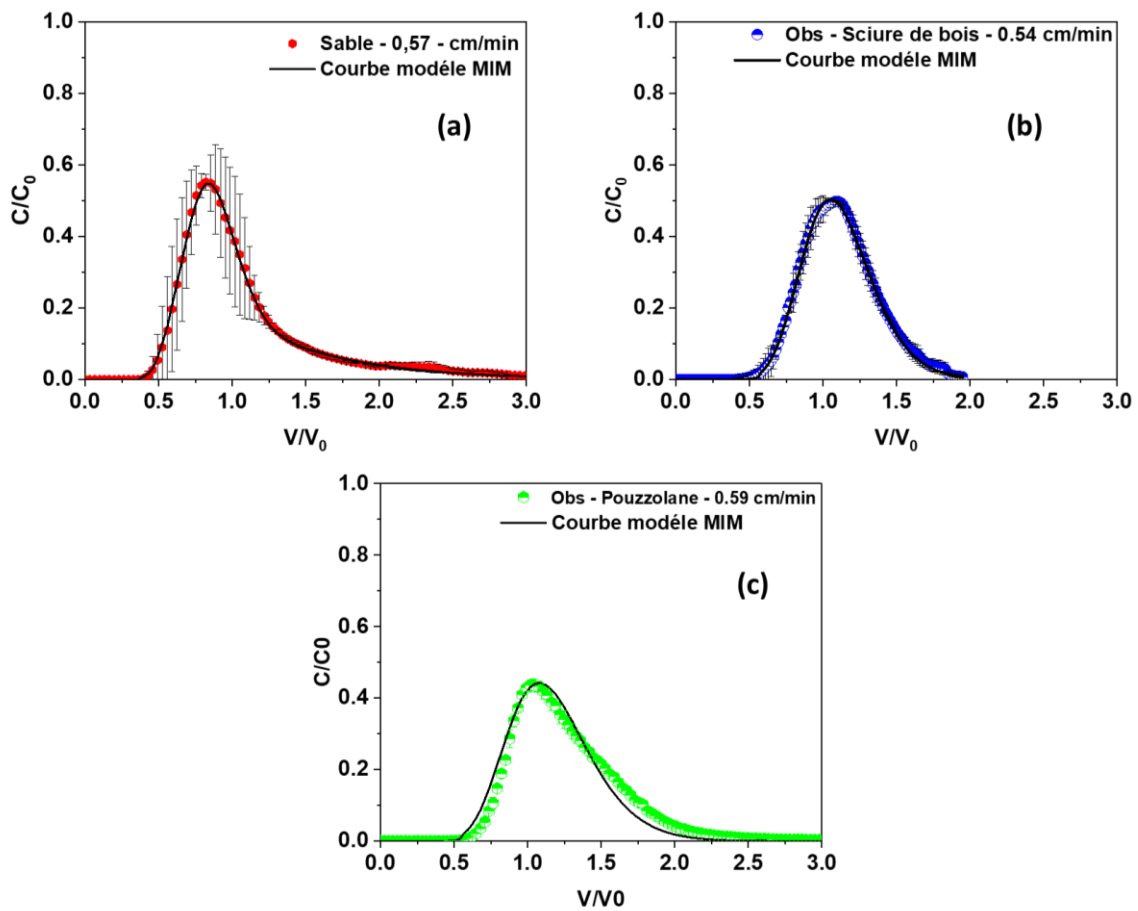 1.0
0.8
0.6
0.4
0.2
0.0
C/C0
Sable - 0,57 - cm/min
Courbe modéle MIM
(a)
0.0 0.5 1.0 1.5 2.0 2.5 3.0
V/V0
1.0
0.8
0.6
0.4
0.2
0.0
C/C0
Obs - Sciure de bois - 0.54 cm/min
Courbe modéle MIM
(b)
0.0 0.5 1.0 1.5 2.0 2.5 3.0
V/V0
1.0
0.8
0.6
0.4
0.2
0.0
C/C0
Obs - Pouzzolane - 0.59 cm/min
Courbe modéle MIM
(c)
0.0 0.5 1.0 1.5 2.0 2.5 3.0
V/V0